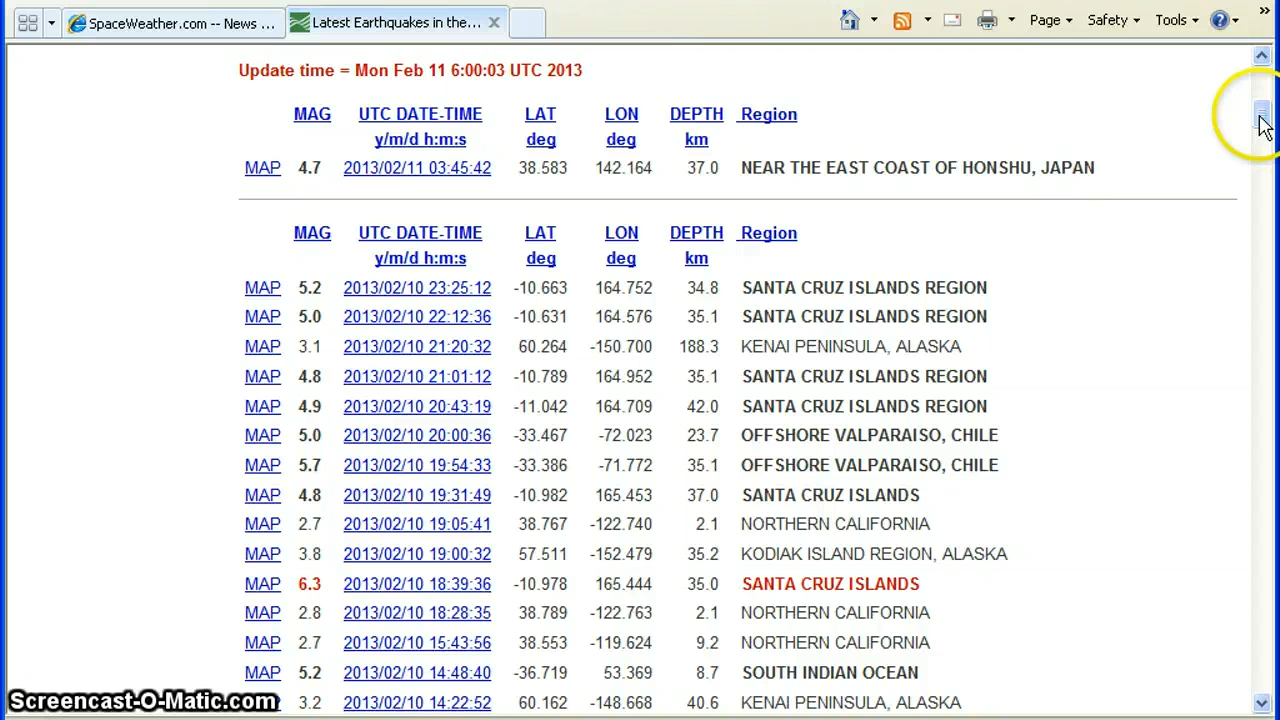 SpaceWeather.com -- News ...
Latest Earthquakes in the...
Page
Safety
Tools
Update time = Mon Feb 11 6:00:03 UTC 2013
MAG UTC DATE-TIME LAT LON DEPTH Region
y/m/d h:m:s deg deg km
MAP 4.7 2013/02/11 03:45:42 38.583 142.164 37.0 NEAR THE EAST COAST OF HONSHU, JAPAN
MAG UTC DATE-TIME LAT LON DEPTH Region
y/m/d h:m:s deg deg km
MAP 5.2 2013/02/10 23:25:12 -10.663 164.752 34.8 SANTA CRUZ ISLANDS REGION
MAP 5.0 2013/02/10 22:12:36 -10.631 164.576 35.1 SANTA CRUZ ISLANDS REGION
MAP 3.1 2013/02/10 21:20:32 60.264 -150.700 188.3 KENAI PENINSULA, ALASKA
MAP 4.8 2013/02/10 21:01:12 -10.789 164.952 35.1 SANTA CRUZ ISLANDS REGION
MAP 4.9 2013/02/10 20:43:19 -11.042 164.709 42.0 SANTA CRUZ ISLANDS REGION
MAP 5.0 2013/02/10 20:00:36 -33.467 -72.023 23.7 OFFSHORE VALPARAISO, CHILE
MAP 5.7 2013/02/10 19:54:33 -33.386 -71.772 35.1 OFFSHORE VALPARAISO, CHILE
MAP 4.8 2013/02/10 19:31:49 -10.982 165.453 37.0 SANTA CRUZ ISLANDS
MAP 2.7 2013/02/10 19:05:41 38.767 -122.740 2.1 NORTHERN CALIFORNIA
MAP 3.8 2013/02/10 19:00:32 57.511 -152.479 35.2 KODIAK ISLAND REGION, ALASKA
MAP 6.3 2013/02/10 18:39:36 -10.978 165.444 35.0 SANTA CRUZ ISLANDS
MAP 2.8 2013/02/10 18:28:35 38.789 -122.763 2.1 NORTHERN CALIFORNIA
MAP 2.7 2013/02/10 15:43:56 38.553 -119.624 9.2 NORTHERN CALIFORNIA
MAP 5.2 2013/02/10 14:48:40 -36.719 53.369 8.7 SOUTH INDIAN OCEAN
MAP 3.2 2013/02/10 14:22:52 60.162 -148.668 40.6 KENAI PENINSULA, ALASKA
Screencast-O-Matic.com